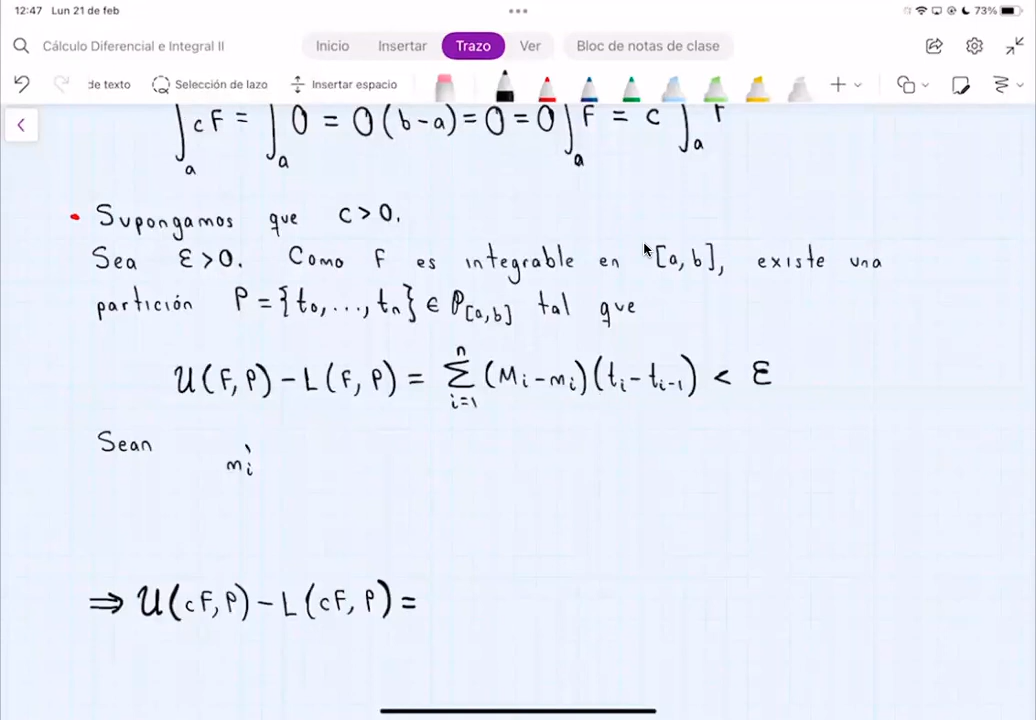 12:47 Lun 21 de feb
73%
Cálculo Diferencial e Integral II
Inicio Insertar Trazo Ver Bloc de notas de clase
de texto Selección de lazo Insertar espacio
∫a cF = ∫a 0 = 0(b-a) = 0 = 0 ∫a F = c ∫a F
• Supongamos que c>0.
Sea ε>0. Como F es integrable en [a,b], existe una
partición P={t₀,...,tₙ} ∈ P[a,b] tal que
U(F,P)-L(F,P) = Σ_{i=1}^{n} (Mi-mi)(ti-ti-1) < ε
Sean
mi'
⇒ U(cF,P)-L(cF,P) =